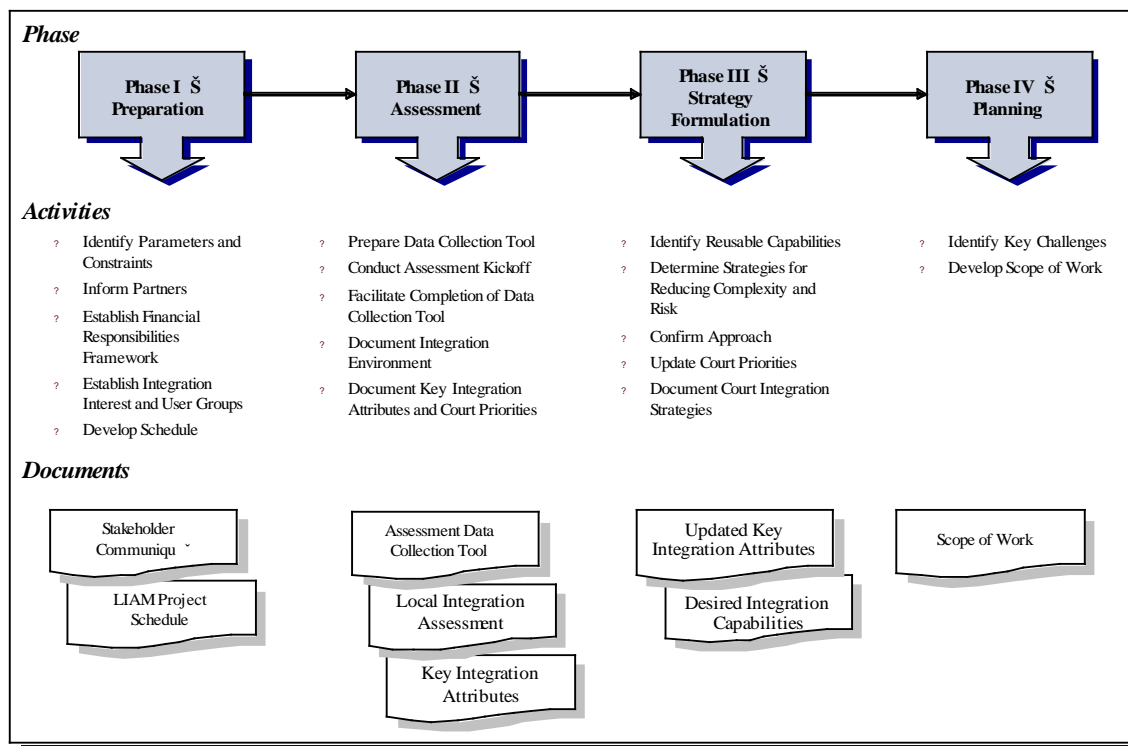 Phase
Phase I Š
Preparation
Phase II Š
Assessment
Phase III Š
Strategy
Formulation
Phase IV Š
Planning
Activities
? Identify Parameters and
Constraints
? Inform Partners
? Establish Financial
Responsibilities
Framework
? Establish Integration
Interest and User Groups
? Develop Schedule
? Prepare Data Collection Tool
? Conduct Assessment Kickoff
? Facilitate Completion of Data
Collection Tool
? Document Integration
Environment
? Document Key Integration
Attributes and Court Priorities
? Identify Reusable Capabilities
? Determine Strategies for
Reducing Complexity and
Risk
? Confirm Approach
? Update Court Priorities
? Document Court Integration
Strategies
? Identify Key Challenges
? Develop Scope of Work
Documents
Stakeholder
Communiqu ˇ
LIAM Project
Schedule
Assessment Data
Collection Tool
Local Integration
Assessment
Key Integration
Attributes
Updated Key
Integration Attributes
Desired Integration
Capabilities
Scope of Work